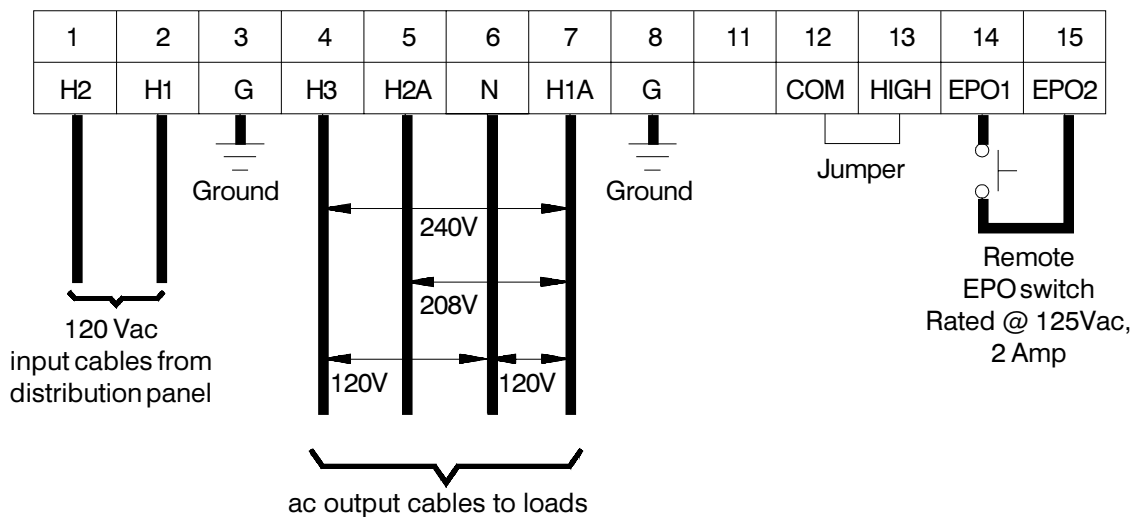 1 2 3 4 5 6 7 8 11 12 13 14 15
H2 H1 G H3 H2A N H1A G COM HIGH EPO1 EPO2
Ground
Ground
Jumper
240V
208V
120V
120V
120 Vac
input cables from
distribution panel
Remote
EPO switch
Rated @ 125Vac,
2 Amp
ac output cables to loads